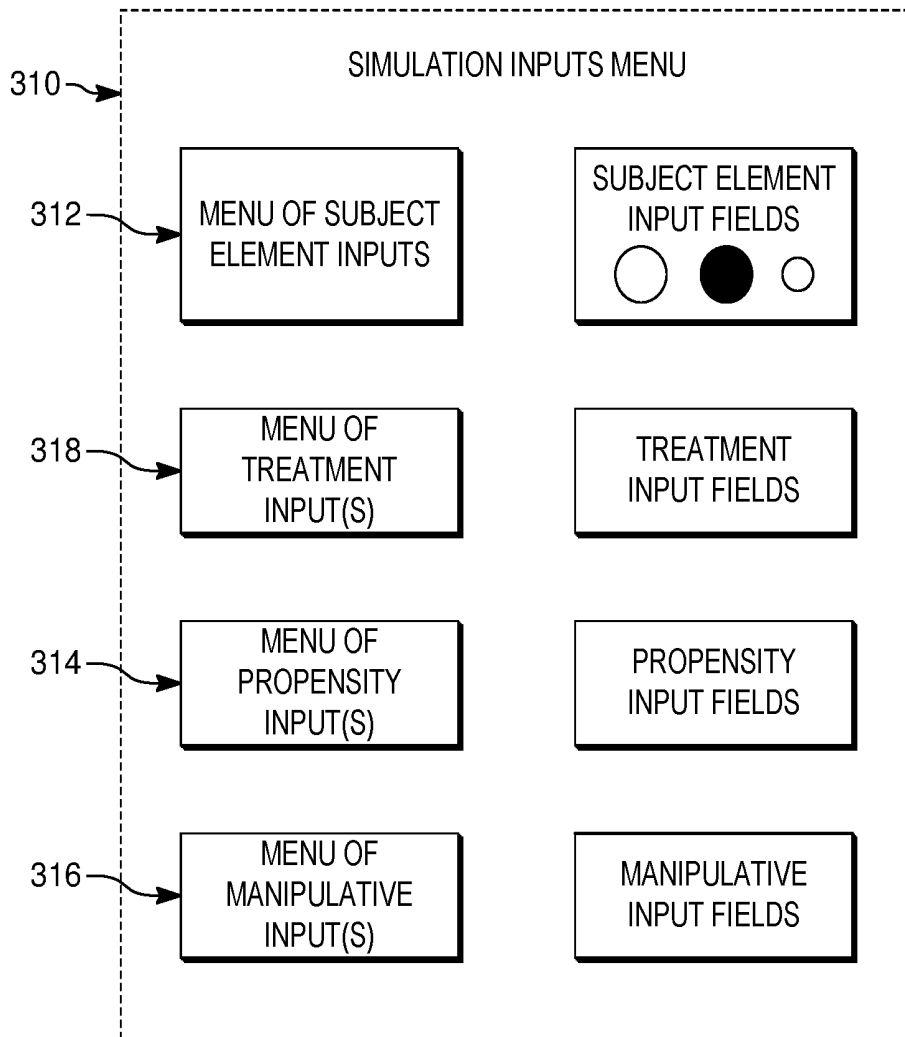 SIMULATION INPUTS MENU
310
312
MENU OF SUBJECT
ELEMENT INPUTS
SUBJECT ELEMENT
INPUT FIELDS
318
MENU OF
TREATMENT
INPUT(S)
TREATMENT
INPUT FIELDS
314
MENU OF
PROPENSITY
INPUT(S)
PROPENSITY
INPUT FIELDS
316
MENU OF
MANIPULATIVE
INPUT(S)
MANIPULATIVE
INPUT FIELDS